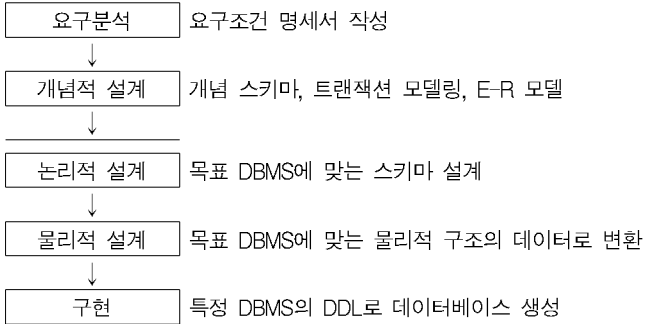 요구분석 요구조건 명세서 작성
개념적 설계 개념 스키마, 트랜잭션 모델링, E-R 모델
논리적 설계 목표 DBMS에 맞는 스키마 설계
물리적 설계 목표 DBMS에 맞는 물리적 구조의 데이터로 변환
구현 특정 DBMS의 DDL로 데이터베이스 생성